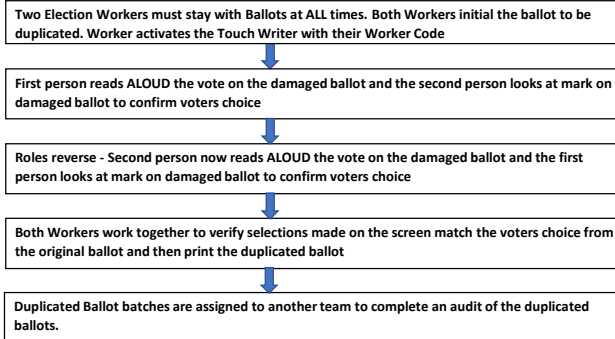 Two Election Workers must stay with Ballots at ALL times. Both Workers initial the ballot to be
duplicated. Worker activates the Touch Writer with their Worker Code
First person reads ALOUD the vote on the damaged ballot and the second person looks at mark on
damaged ballot to confirm voters choice
Roles reverse - Second person now reads ALOUD the vote on the damaged ballot and the first
person looks at mark on damaged ballot to confirm voters choice
Both Workers work together to verify selections made on the screen match the voters choice from
the original ballot and then print the duplicated ballot
Duplicated Ballot batches are assigned to another team to complete an audit of the duplicated
ballots.